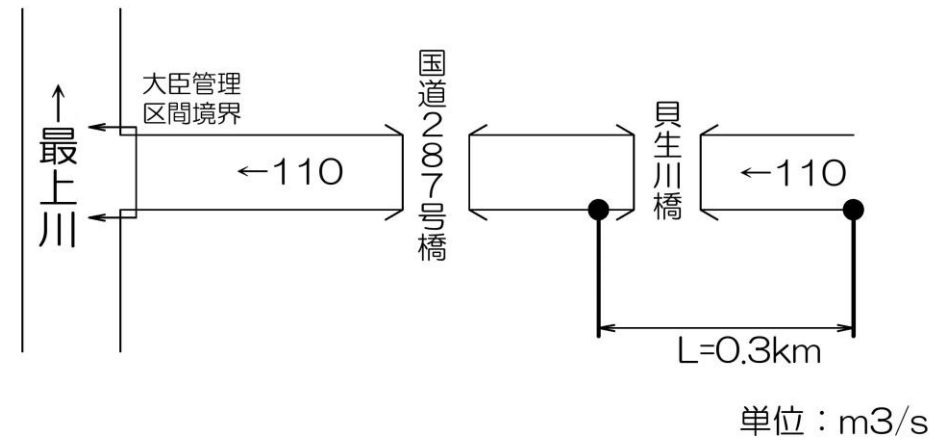 ↑最上川
大臣管理
区間境界
←110
国道287号橋
貝生川橋
←110
L=0.3km
単位：m3/s